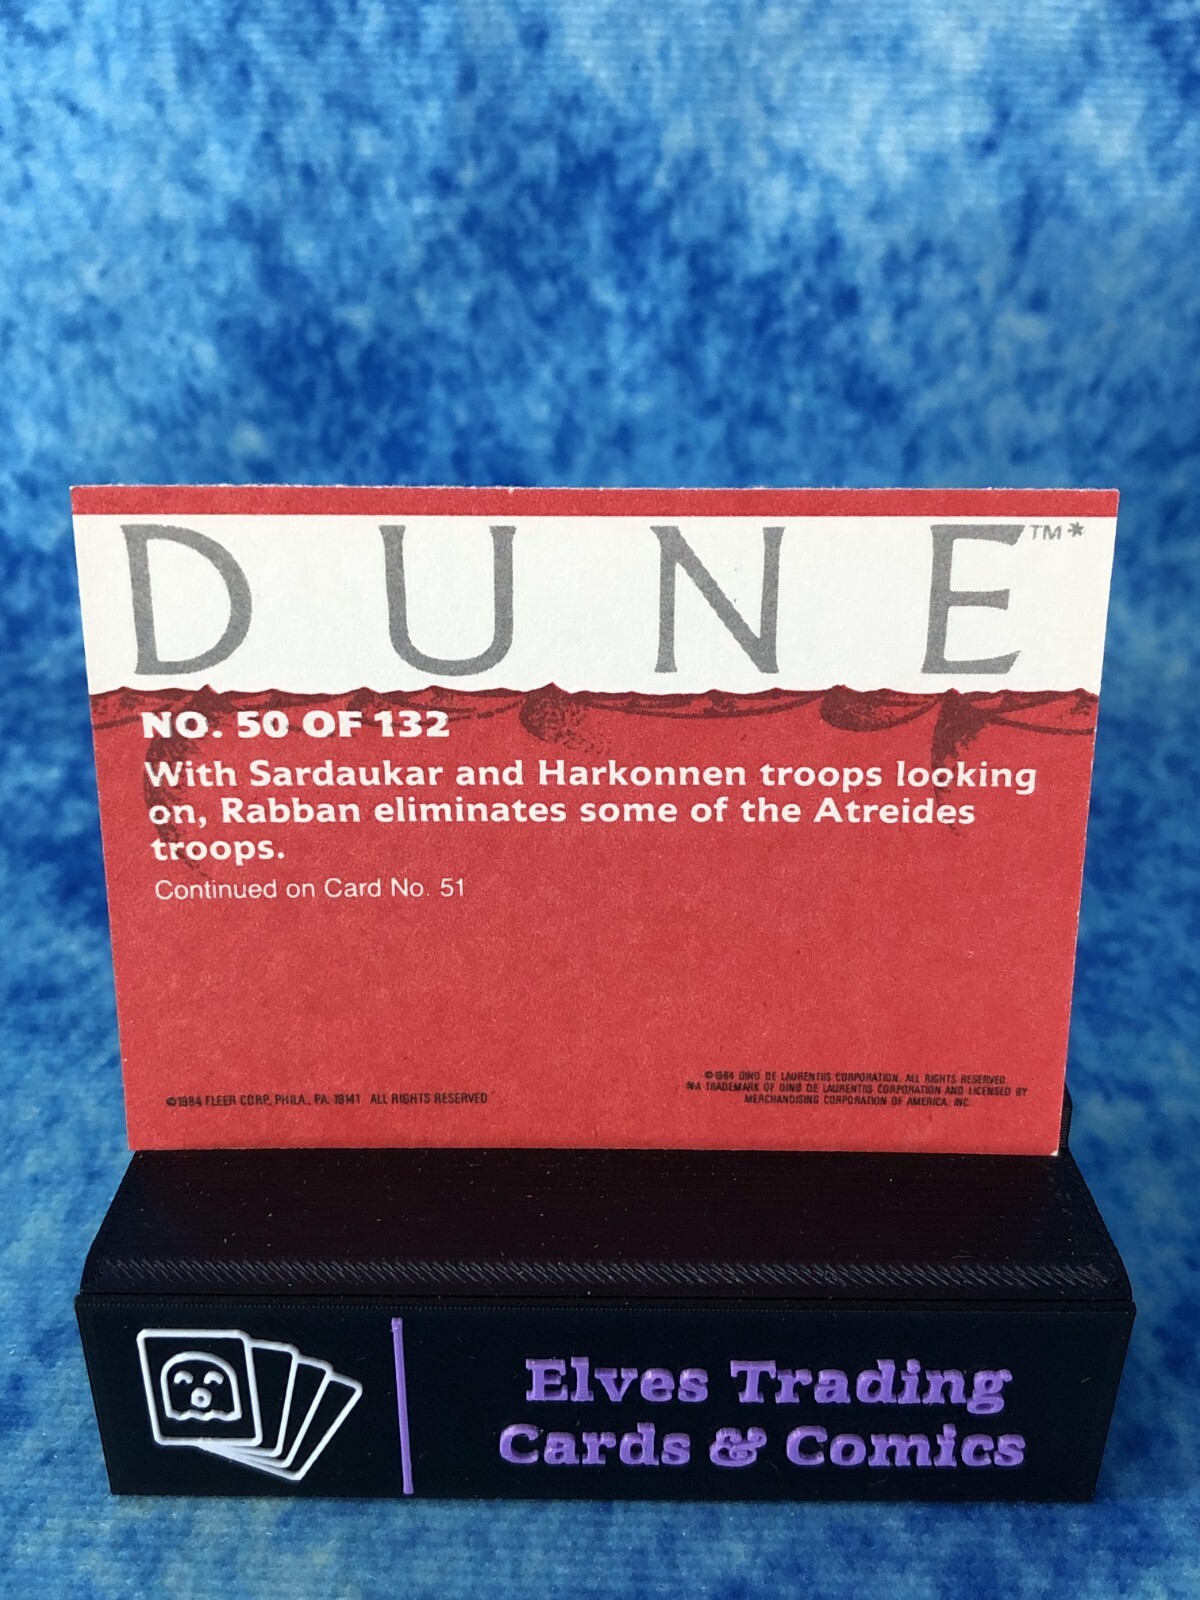 DUNE™*
NO. 50 OF 132
With Sardaukar and Harkonnen troops looking
on, Rabban eliminates some of the Atreides
troops.
Continued on Card No. 51
©1984 FLEER CORP., PHILA., PA. 19141 ALL RIGHTS RESERVED
©1984 DINO DE LAURENTIIS CORPORATION. ALL RIGHTS RESERVED.
*A TRADEMARK OF DINO DE LAURENTIIS CORPORATION AND LICENSED BY
MERCHANDISING CORPORATION OF AMERICA, INC.
Elves Trading
Cards & Comics